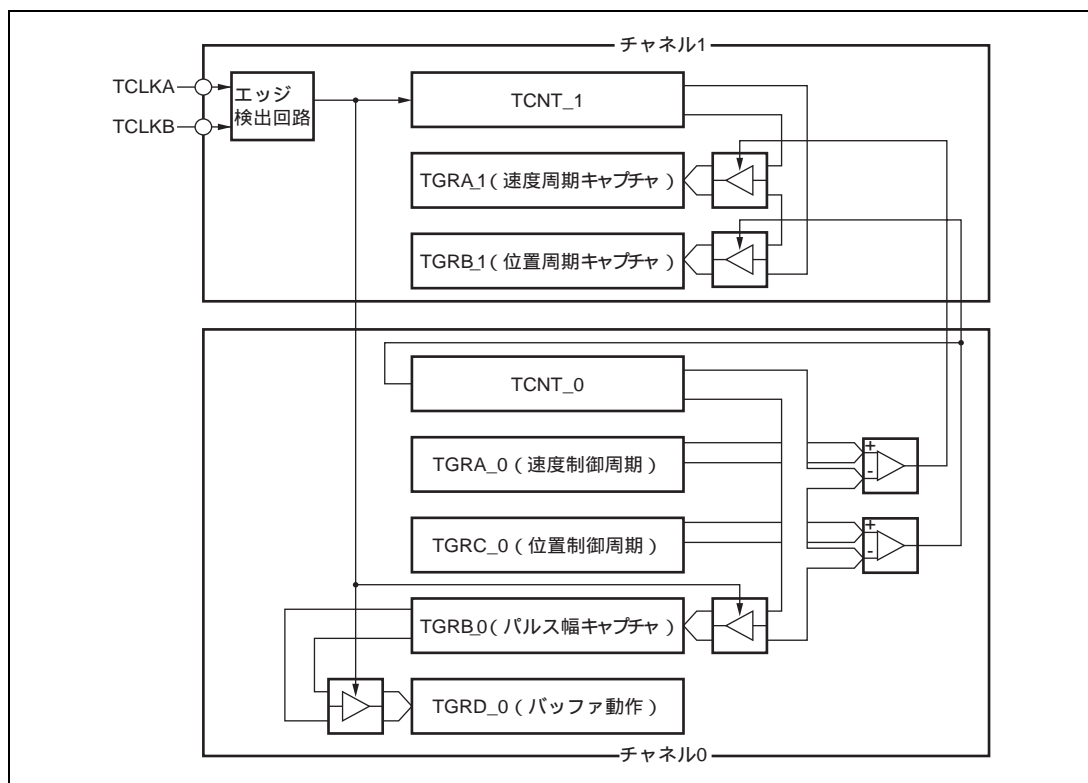 チャネル1
TCLKA
TCLKB
エッジ
検出回路
TCNT_1
TGRA_1（速度周期キャプチャ）
TGRB_1（位置周期キャプチャ）
TCNT_0
TGRA_0（速度制御周期）
+
-
TGRC_0（位置制御周期）
+
-
TGRB_0（パルス幅キャプチャ）
TGRD_0（バッファ動作）
チャネル0